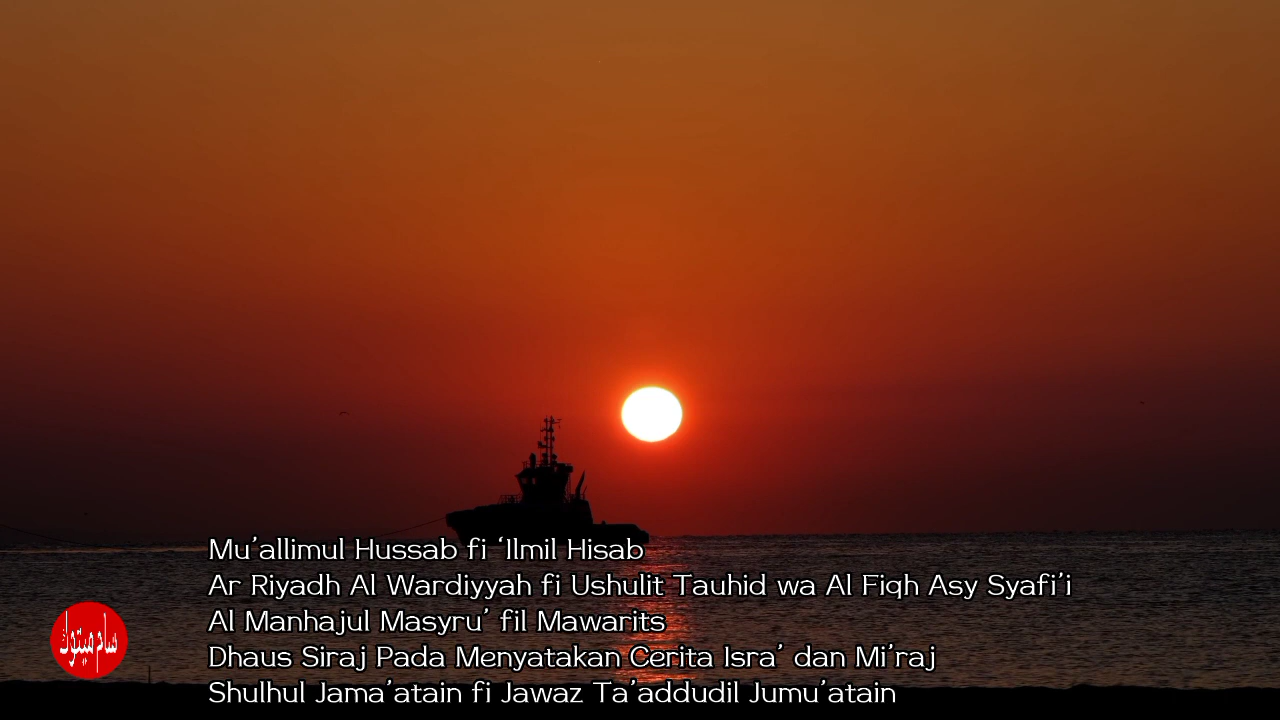 Mu'allimul Hussab fi 'Ilmil Hisab
Ar Riyadh Al Wardiyyah fi Ushulit Tauhid wa Al Fiqh Asy Syafi'i
Al Manhajul Masyru' fil Mawarits
Dhaus Siraj Pada Menyatakan Cerita Isra' dan Mi'raj
Shulhul Jama'atain fi Jawaz Ta'addudil Jumu'atain
سام ميتوك